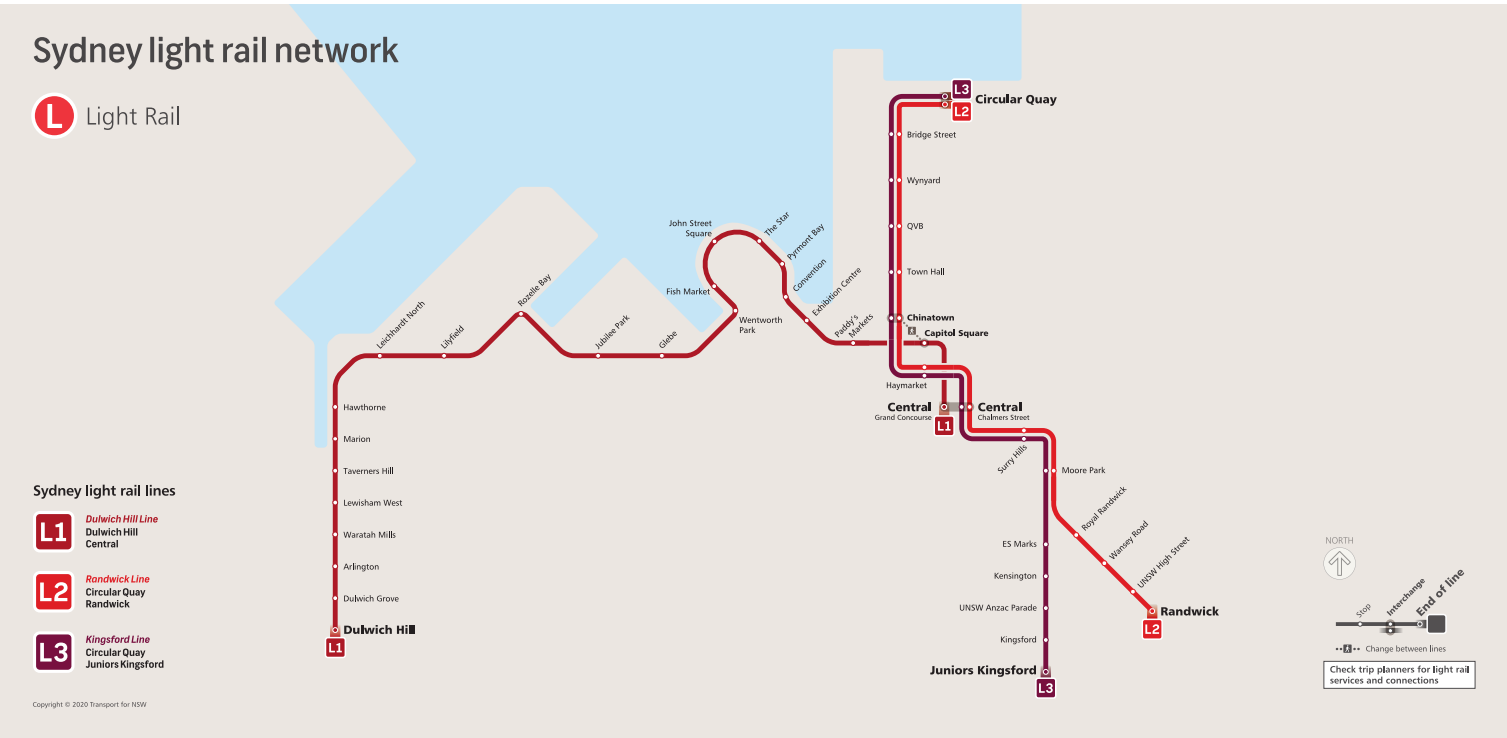 Sydney light rail network
L
Light Rail
L3
L2
Circular Quay
Bridge Street
Wynyard
QVB
Town Hall
Chinatown
Capitol Square
Haymarket
Central
Grand Concourse
L1
Central
Chalmers Street
Surry Hills
Moore Park
Royal Randwick
Wansey Road
UNSW High Street
Randwick
L2
ES Marks
Kensington
UNSW Anzac Parade
Kingsford
Juniors Kingsford
L3
Paddy's
Markets
Exhibition Centre
Convention
Pyrmont Bay
The Star
John Street
Square
Fish Market
Wentworth
Park
Glebe
Jubilee Park
Rozelle Bay
Lilyfield
Leichhardt North
Hawthorne
Marion
Taverners Hill
Lewisham West
Waratah Mills
Arlington
Dulwich Grove
Dulwich Hill
L1
Sydney light rail lines
L1
Dulwich Hill Line
Dulwich Hill
Central
L2
Randwick Line
Circular Quay
Randwick
L3
Kingsford Line
Circular Quay
Juniors Kingsford
Copyright © 2020 Transport for NSW
NORTH
Stop
Interchange
End of line
Change between lines
Check trip planners for light rail
services and connections